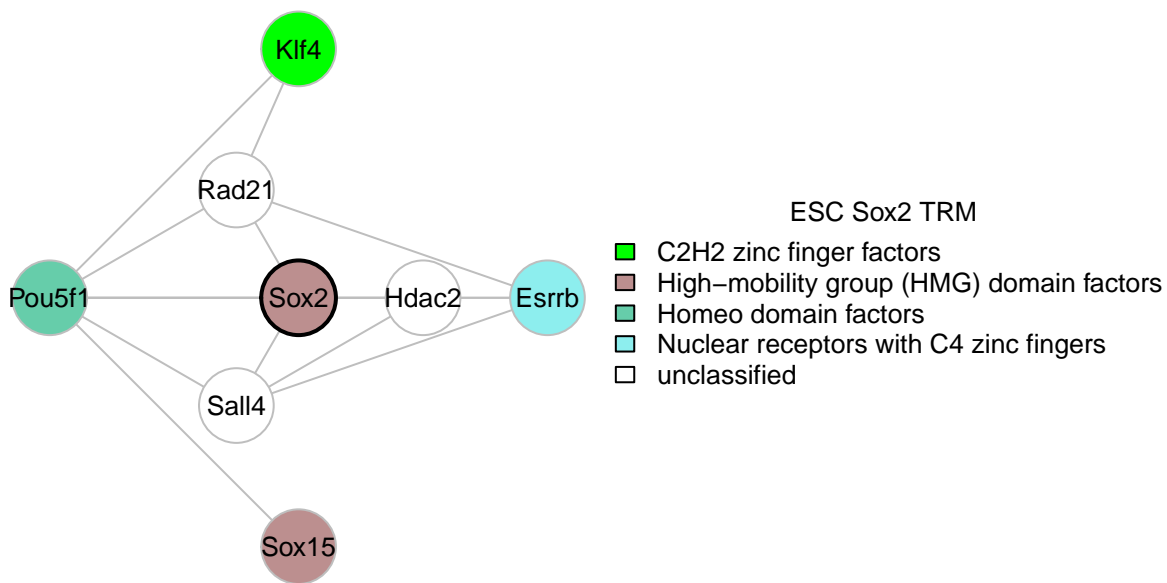 Klf4
Rad21
Pou5f1
Sox2
Hdac2
Esrrb
Sall4
Sox15
ESC Sox2 TRM
C2H2 zinc finger factors
High−mobility group (HMG) domain factors
Homeo domain factors
Nuclear receptors with C4 zinc fingers
unclassified